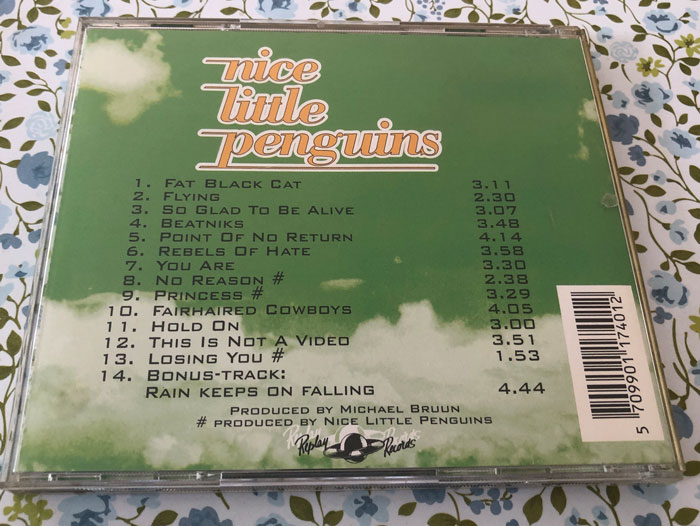 nice
little
penguins
1. Fat Black Cat 3.11
2. Flying 2.30
3. So Glad To Be Alive 3.07
4. Beatniks 3.48
5. Point Of No Return 4.14
6. Rebels Of Hate 3.58
7. You Are 3.30
8. No Reason # 2.38
9. Princess # 3.29
10. Fairhaired Cowboys 4.05
11. Hold On 3.00
12. This Is Not A Video 3.51
13. Losing You # 1.53
14. Bonus-track:
Rain keeps on falling 4.44
Produced by Michael Bruun
# produced by Nice Little Penguins
Replay Records
5 709901 174012